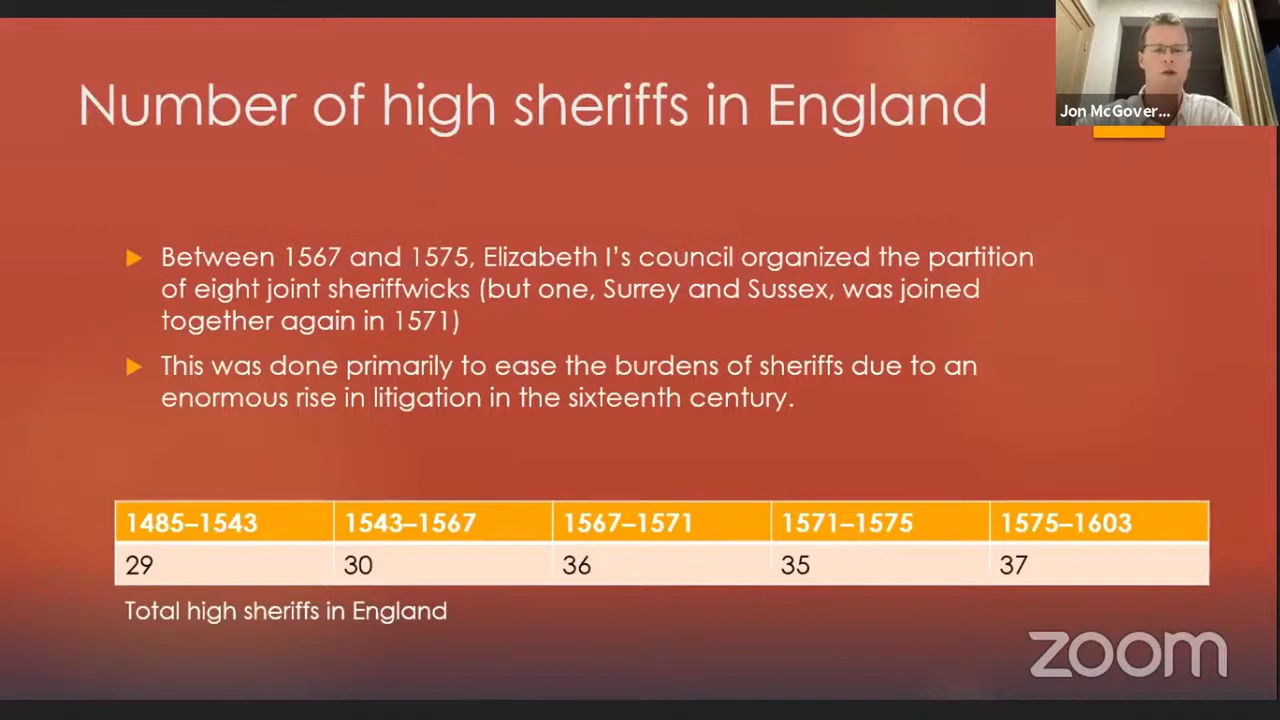 Number of high sheriffs in England
Jon McGover...
Between 1567 and 1575, Elizabeth I's council organized the partition
of eight joint sheriffwicks (but one, Surrey and Sussex, was joined
together again in 1571)
This was done primarily to ease the burdens of sheriffs due to an
enormous rise in litigation in the sixteenth century.
1485–1543 1543–1567 1567–1571 1571–1575 1575–1603
29 30 36 35 37
Total high sheriffs in England
zoom